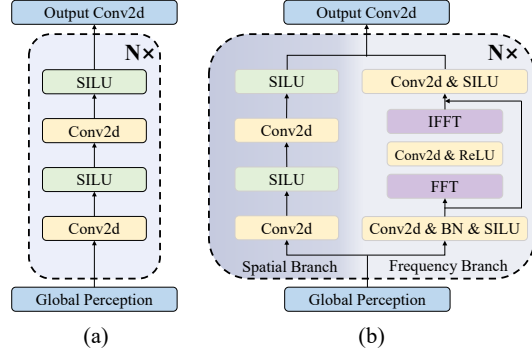 Output Conv2d
N×
SILU
Conv2d
SILU
Conv2d
Global Perception
(a)
Output Conv2d
N×
SILU
Conv2d
SILU
Conv2d
Spatial Branch
Conv2d & SILU
IFFT
Conv2d & ReLU
FFT
Conv2d & BN & SILU
Frequency Branch
Global Perception
(b)